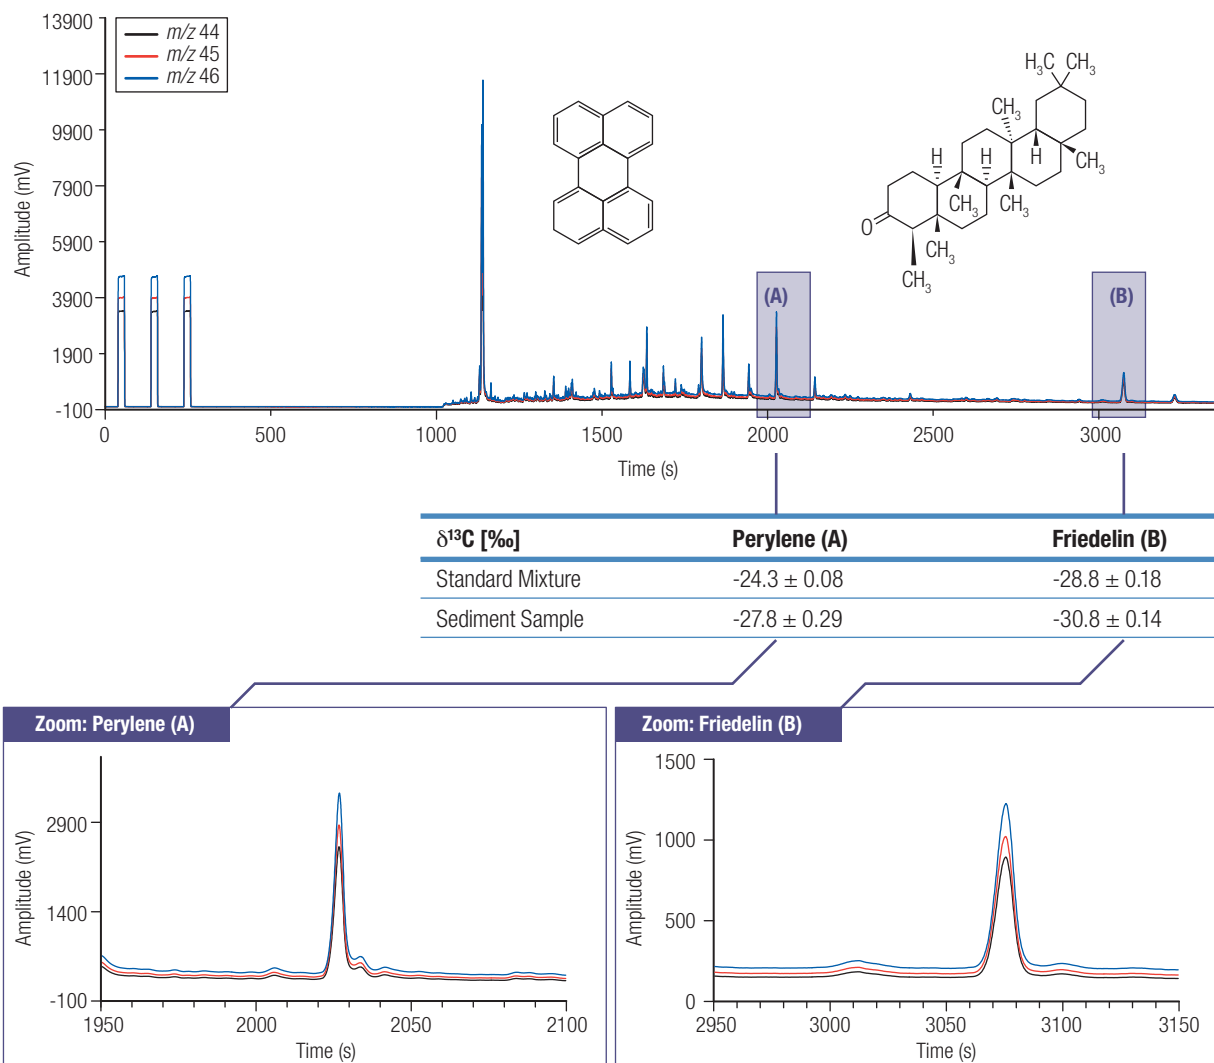 13900
11900
9900
7900
5900
3900
1900
-100
Amplitude (mV)
m/z 44
m/z 45
m/z 46
H3C CH3
CH3
H H H
CH3
CH3 CH3
O
CH3
CH3
(A)
(B)
0 500 1000 1500 2000 2500 3000
Time (s)
δ13C [‰] Perylene (A) Friedelin (B)
Standard Mixture -24.3 ± 0.08 -28.8 ± 0.18
Sediment Sample -27.8 ± 0.29 -30.8 ± 0.14
Zoom: Perylene (A)
Amplitude (mV)
2900
1400
-100
1950 2000 2050 2100
Time (s)
Zoom: Friedelin (B)
Amplitude (mV)
1500
1000
500
0
2950 3000 3050 3100 3150
Time (s)